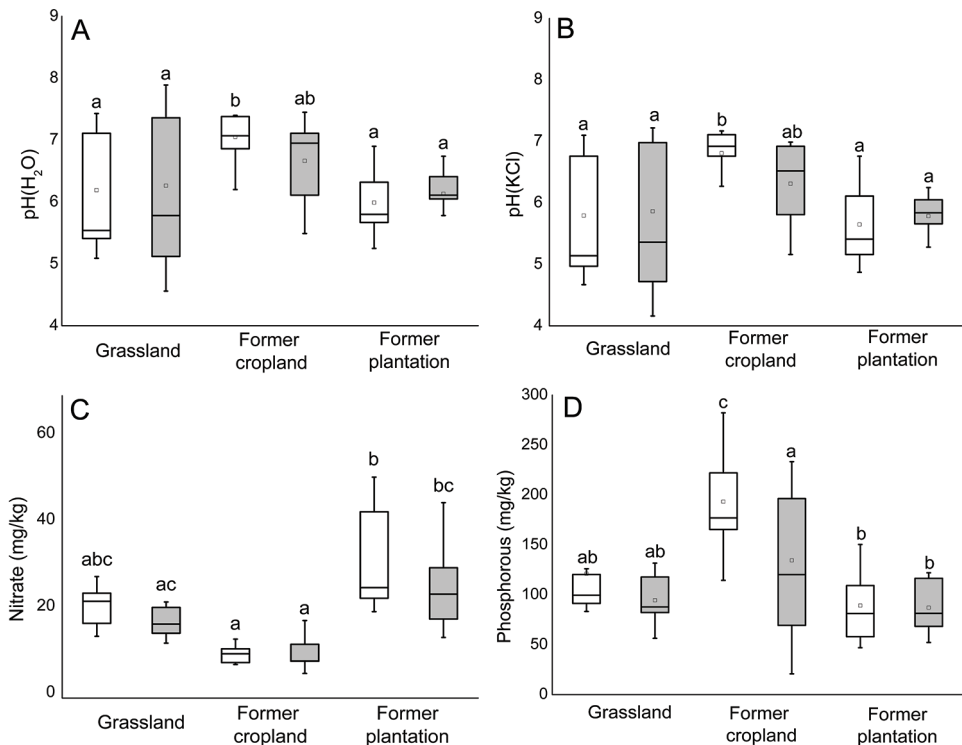 A
pH(H2O)
9
8
7
6
5
4
a
a
b
ab
a
a
Grassland
Former
cropland
Former
plantation
B
pH(KCl)
9
8
7
6
5
4
a
a
b
ab
a
a
Grassland
Former
cropland
Former
plantation
C
Nitrate (mg/kg)
60
40
20
0
abc
ac
a
a
b
bc
Grassland
Former
cropland
Former
plantation
D
Phosphorous (mg/kg)
300
250
200
150
100
50
0
ab
ab
c
a
b
b
Grassland
Former
cropland
Former
plantation